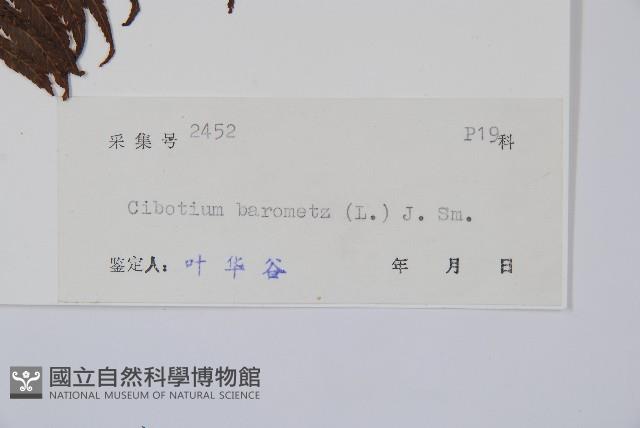 采集号 2452 P19科
Cibotium barometz (L.) J. Sm.
鉴定人: 叶华谷 年 月 日
國立自然科學博物館
NATIONAL MUSEUM OF NATURAL SCIENCE